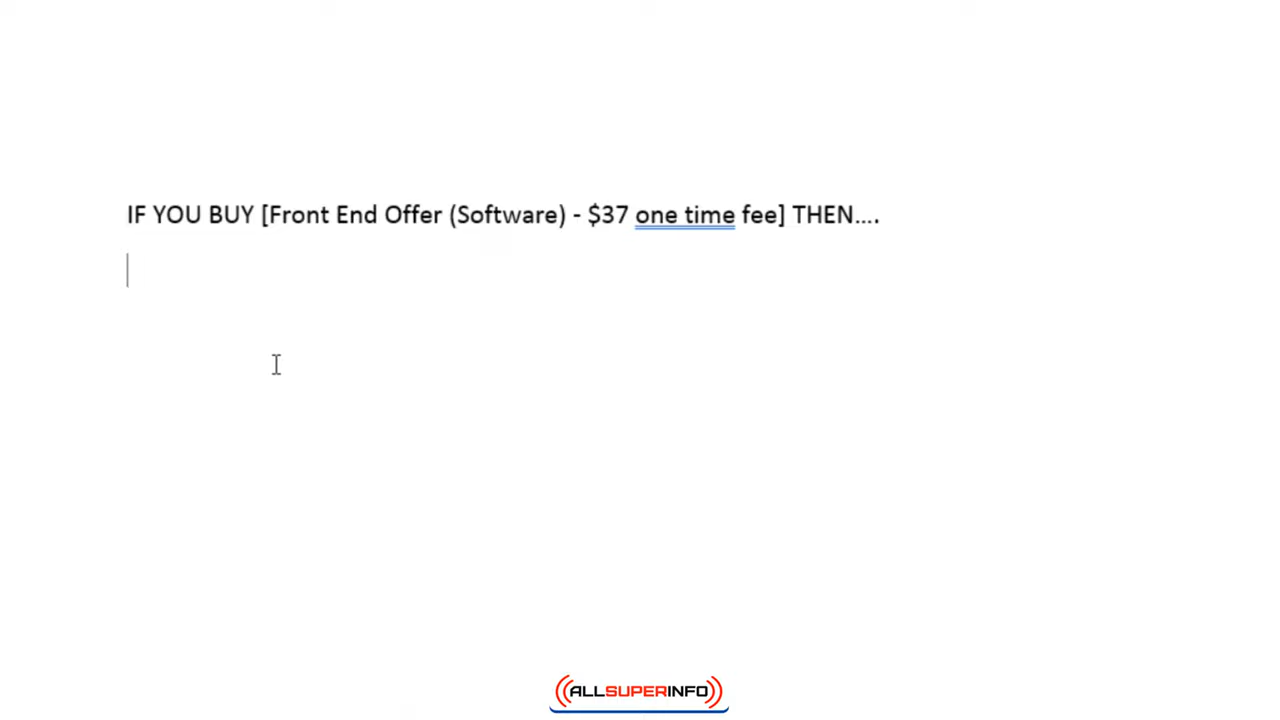 IF YOU BUY [Front End Offer (Software) - $37 one time fee] THEN….
ALLSUPERINFO